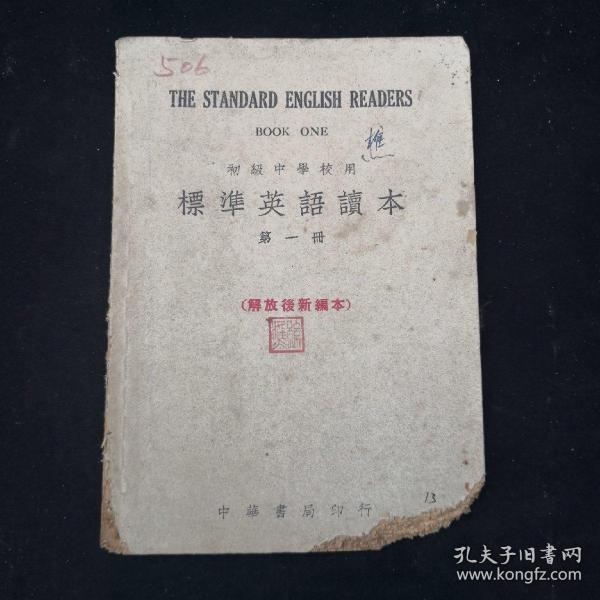 506
THE STANDARD ENGLISH READERS
BOOK ONE
初級中學校用
標準英語讀本
第一冊
(解放後新編本)
中華書局印行
13
孔夫子旧书网
www.kongfz.com